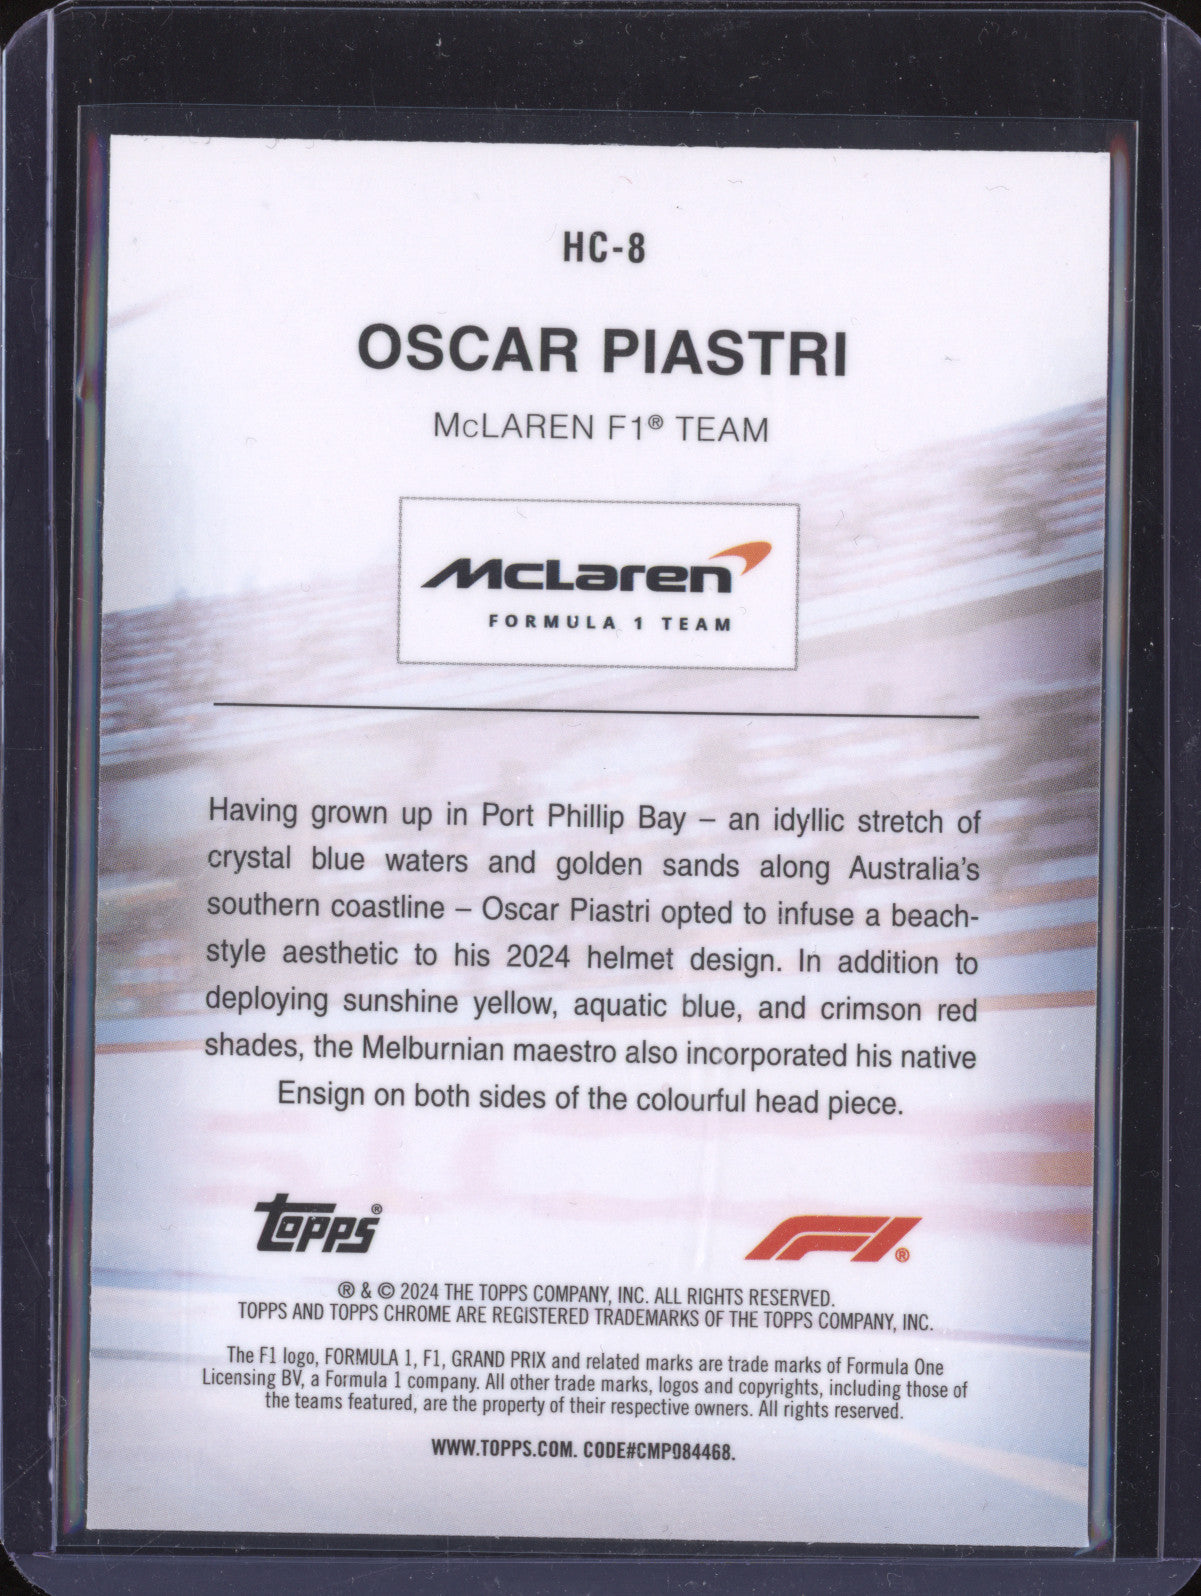 HC-8
OSCAR PIASTRI
McLAREN F1® TEAM
McLaren
FORMULA 1 TEAM
Having grown up in Port Phillip Bay – an idyllic stretch of
crystal blue waters and golden sands along Australia's
southern coastline – Oscar Piastri opted to infuse a beach-
style aesthetic to his 2024 helmet design. In addition to
deploying sunshine yellow, aquatic blue, and crimson red
shades, the Melburnian maestro also incorporated his native
Ensign on both sides of the colourful head piece.
topps® F1®
® & © 2024 THE TOPPS COMPANY, INC. ALL RIGHTS RESERVED.
TOPPS AND TOPPS CHROME ARE REGISTERED TRADEMARKS OF THE TOPPS COMPANY, INC.
The F1 logo, FORMULA 1, F1, GRAND PRIX and related marks are trade marks of Formula One
Licensing BV, a Formula 1 company. All other trade marks, logos and copyrights, including those of
the teams featured, are the property of their respective owners. All rights reserved.
WWW.TOPPS.COM. CODE#CMP084468.